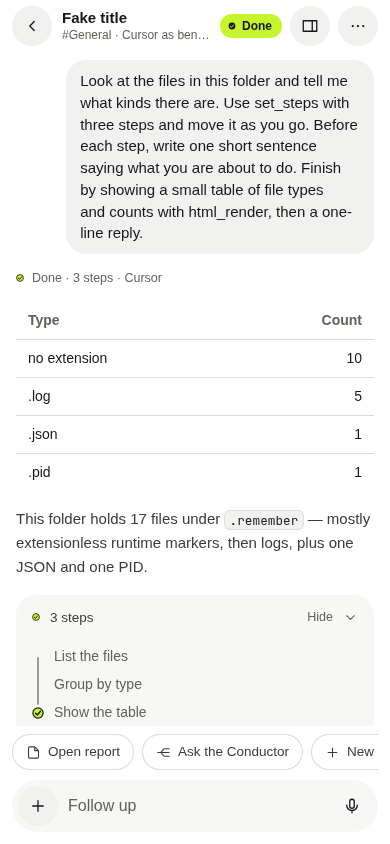 Fake title
#General · Cursor as ben...
Done
Look at the files in this folder and tell me
what kinds there are. Use set_steps with
three steps and move it as you go. Before
each step, write one short sentence
saying what you are about to do. Finish
by showing a small table of file types
and counts with html_render, then a one-
line reply.
Done · 3 steps · Cursor
Type Count
no extension 10
.log 5
.json 1
.pid 1
This folder holds 17 files under .remember — mostly
extensionless runtime markers, then logs, plus one
JSON and one PID.
3 steps Hide
List the files
Group by type
Show the table
Open report Ask the Conductor New
Follow up